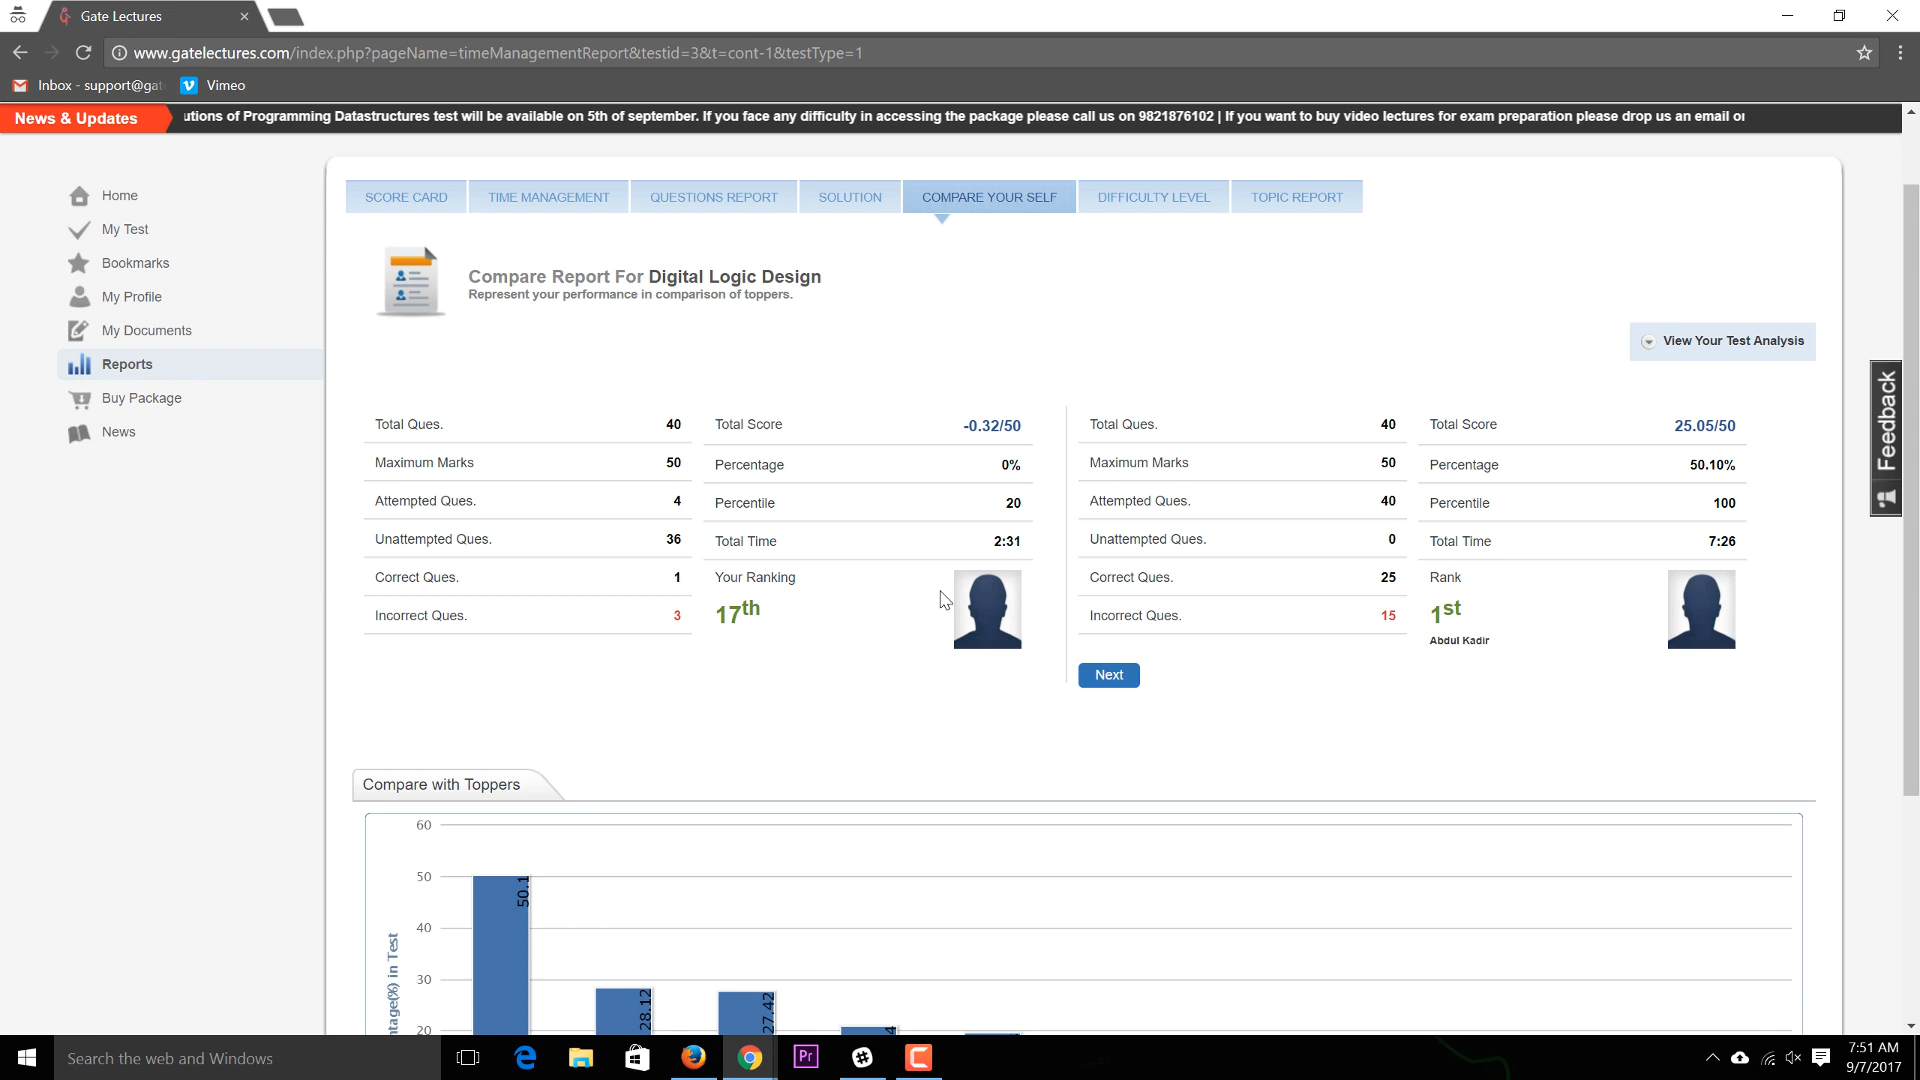 Gate Lectures
www.gatelectures.com/index.php?pageName=timeManagementReport&testid=3&t=cont-1&testType=1
Inbox - support@gat
Vimeo
News & Updates
utions of Programming Datastructures test will be available on 5th of september. If you face any difficulty in accessing the package please call us on 9821876102 | If you want to buy video lectures for exam preparation please drop us an email or
Home
My Test
Bookmarks
My Profile
My Documents
Reports
Buy Package
News
SCORE CARD TIME MANAGEMENT QUESTIONS REPORT SOLUTION COMPARE YOUR SELF DIFFICULTY LEVEL TOPIC REPORT
Compare Report For Digital Logic Design
Represent your performance in comparison of toppers.
View Your Test Analysis
Feedback
Total Ques. 40
Maximum Marks 50
Attempted Ques. 4
Unattempted Ques. 36
Correct Ques. 1
Incorrect Ques. 3
Total Score -0.32/50
Percentage 0%
Percentile 20
Total Time 2:31
Your Ranking
17th
Total Ques. 40
Maximum Marks 50
Attempted Ques. 40
Unattempted Ques. 0
Correct Ques. 25
Incorrect Ques. 15
Total Score 25.05/50
Percentage 50.10%
Percentile 100
Total Time 7:26
Rank
1st
Abdul Kadir
Next
Compare with Toppers
60
50
40
30
20
ntage(%) in Test
50.1
28.12
27.42
4
Search the web and Windows
Pr
7:51 AM
9/7/2017